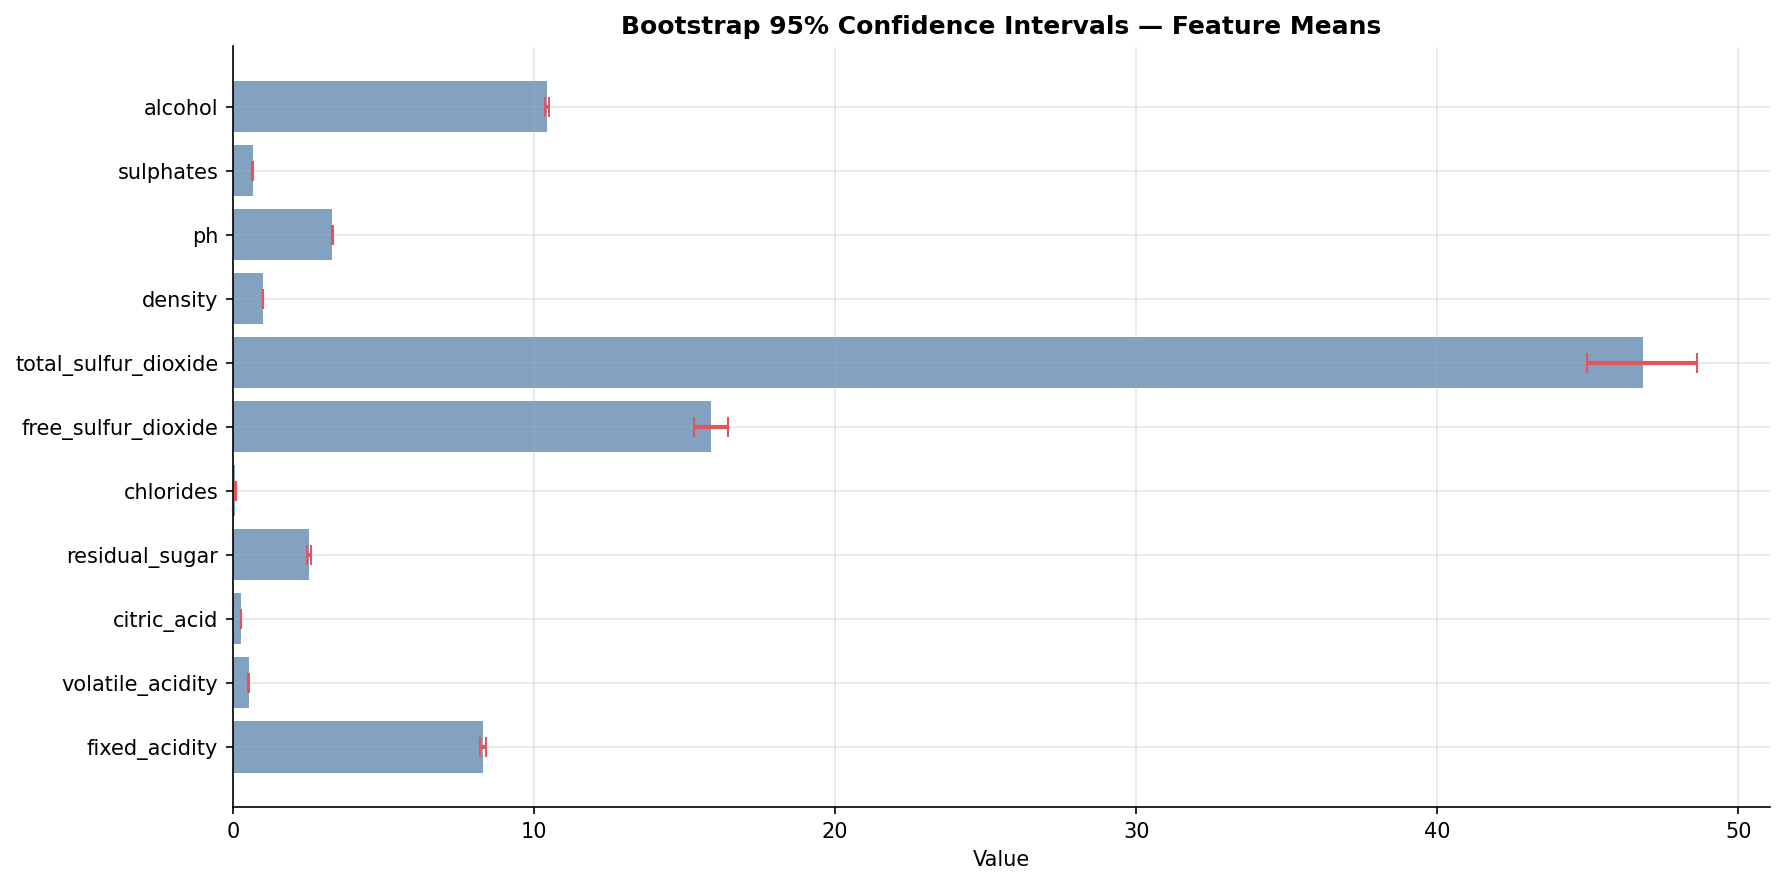 Bootstrap 95% Confidence Intervals — Feature Means
alcohol
sulphates
ph
density
total_sulfur_dioxide
free_sulfur_dioxide
chlorides
residual_sugar
citric_acid
volatile_acidity
fixed_acidity
0 10 20 30 40 50
Value